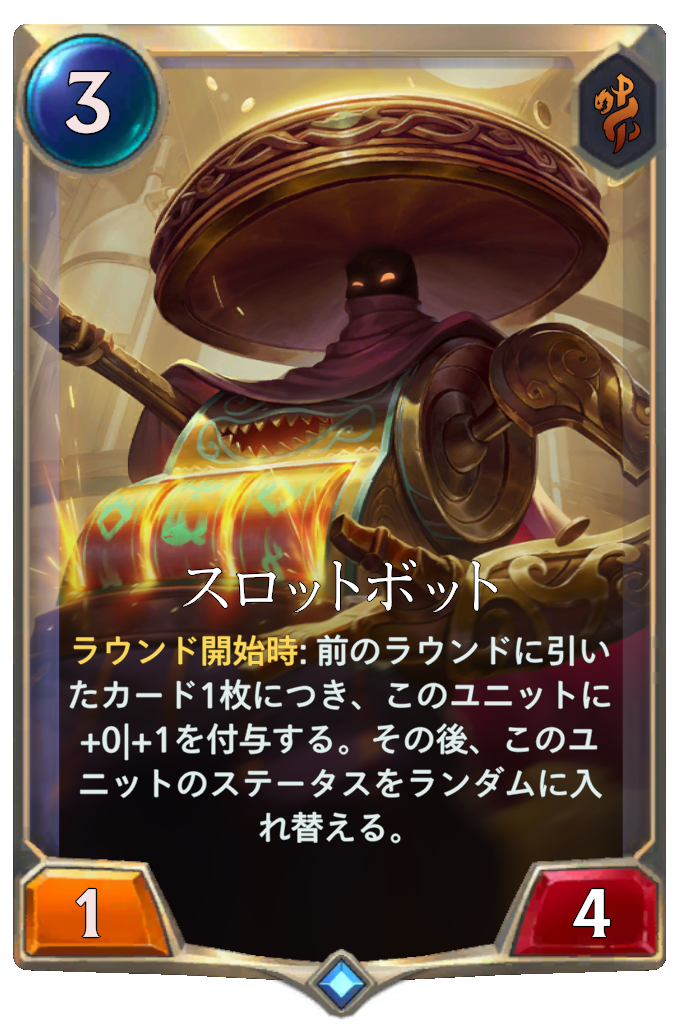 3
スロットボット
ラウンド開始時: 前のラウンドに引い
たカード1枚につき、このユニットに
+0|+1を付与する。その後、このユ
ニットのステータスをランダムに入
れ替える。
1
4